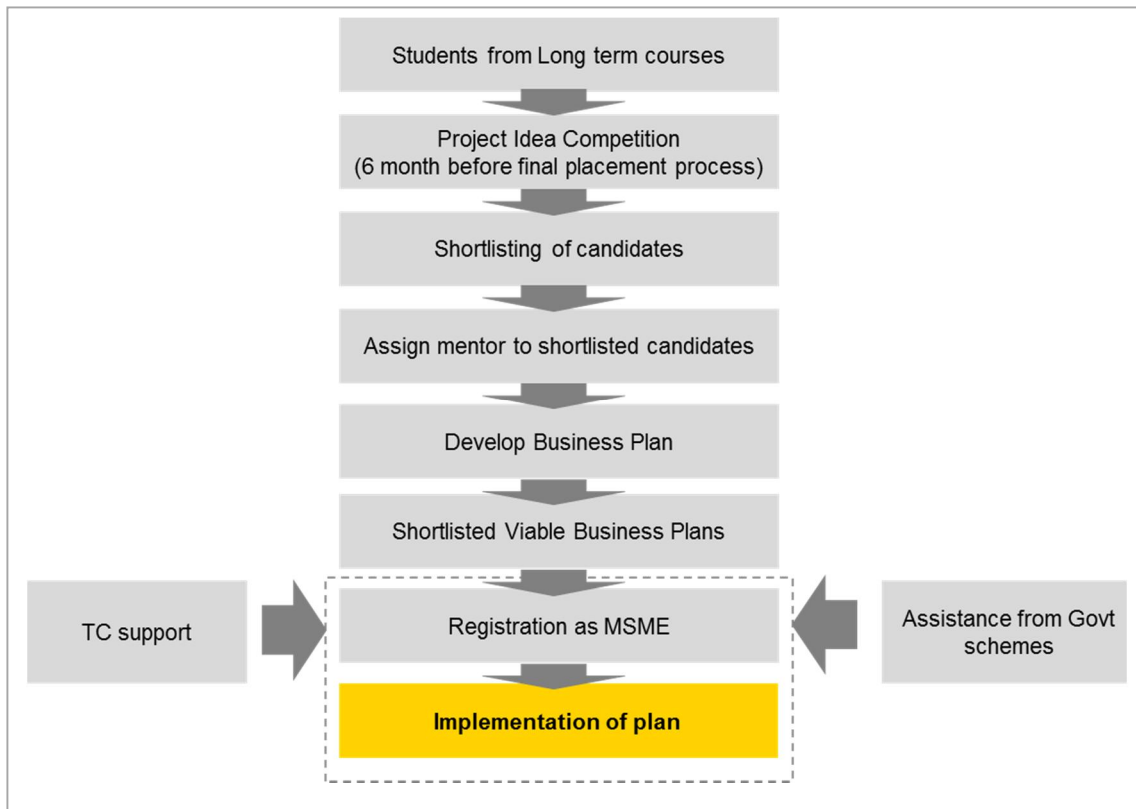 Students from Long term courses
Project Idea Competition
(6 month before final placement process)
Shortlisting of candidates
Assign mentor to shortlisted candidates
Develop Business Plan
Shortlisted Viable Business Plans
TC support
Registration as MSME
Assistance from Govt
schemes
Implementation of plan